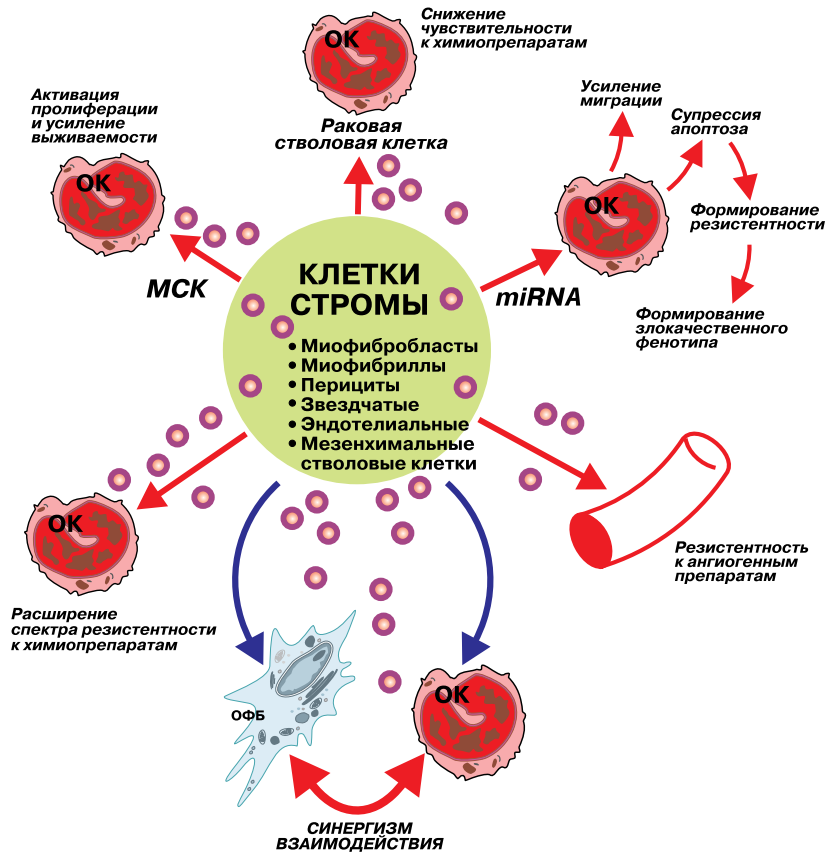 Снижение
чувствительности
к химиопрепаратам
ОК
Раковая
стволовая клетка
Активация
пролиферации
и усиление
выживаемости
ОК
МСК
Усиление
миграции
Супрессия
апоптоза
ОК
Формирование
резистентности
miRNA
Формирование
злокачественного
фенотипа
КЛЕТКИ
СТРОМЫ
• Миофибробласты
• Миофибриллы
• Перициты
• Звездчатые
• Эндотелиальные
• Мезенхимальные
стволовые клетки
ОК
Расширение
спектра резистентности
к химиопрепаратам
Резистентность
к ангиогенным
препаратам
ОФБ
ОК
СИНЕРГИЗМ
ВЗАИМОДЕЙСТВИЯ